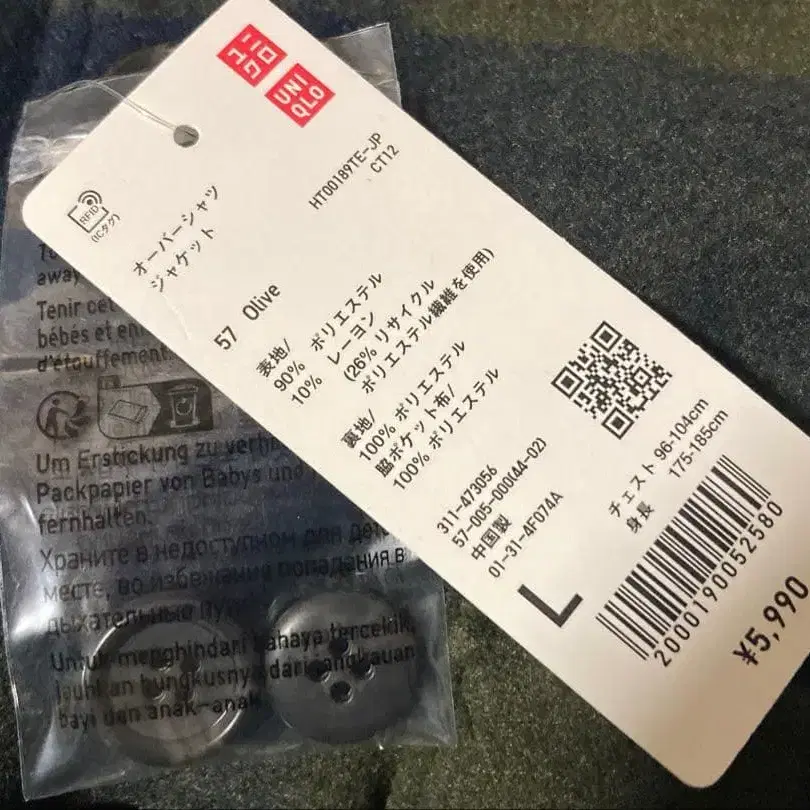 ユニ
クロ
UNI
QLO
RFID
(ICタグ)
HT00189TE-JP
CT12
オーバーシャツ
ジャケット
57 Olive
表地/
90% ポリエステル
10% レーヨン
(26% リサイクル
ポリエステル繊維を使用)
裏地/
100% ポリエステル
脇ポケット布/
100% ポリエステル
311-473056
57-005-000(44-02)
中国製
01-31-4F074A
チェスト 96-104cm
身長 175-185cm
L
2000190052580
¥5,990
away
Tenir cet
bébés et en
d'étouffement.
Um Erstickung zu verh
Packpapier von Babys und
fernhalten.
Храните в недоступном для дет
месте, во избежание попадания в
дыхательные пу
Untuk menghindari bahaya tercekik,
jauhkan bungkusnya dari jangkauan
bayi dan anak-anak